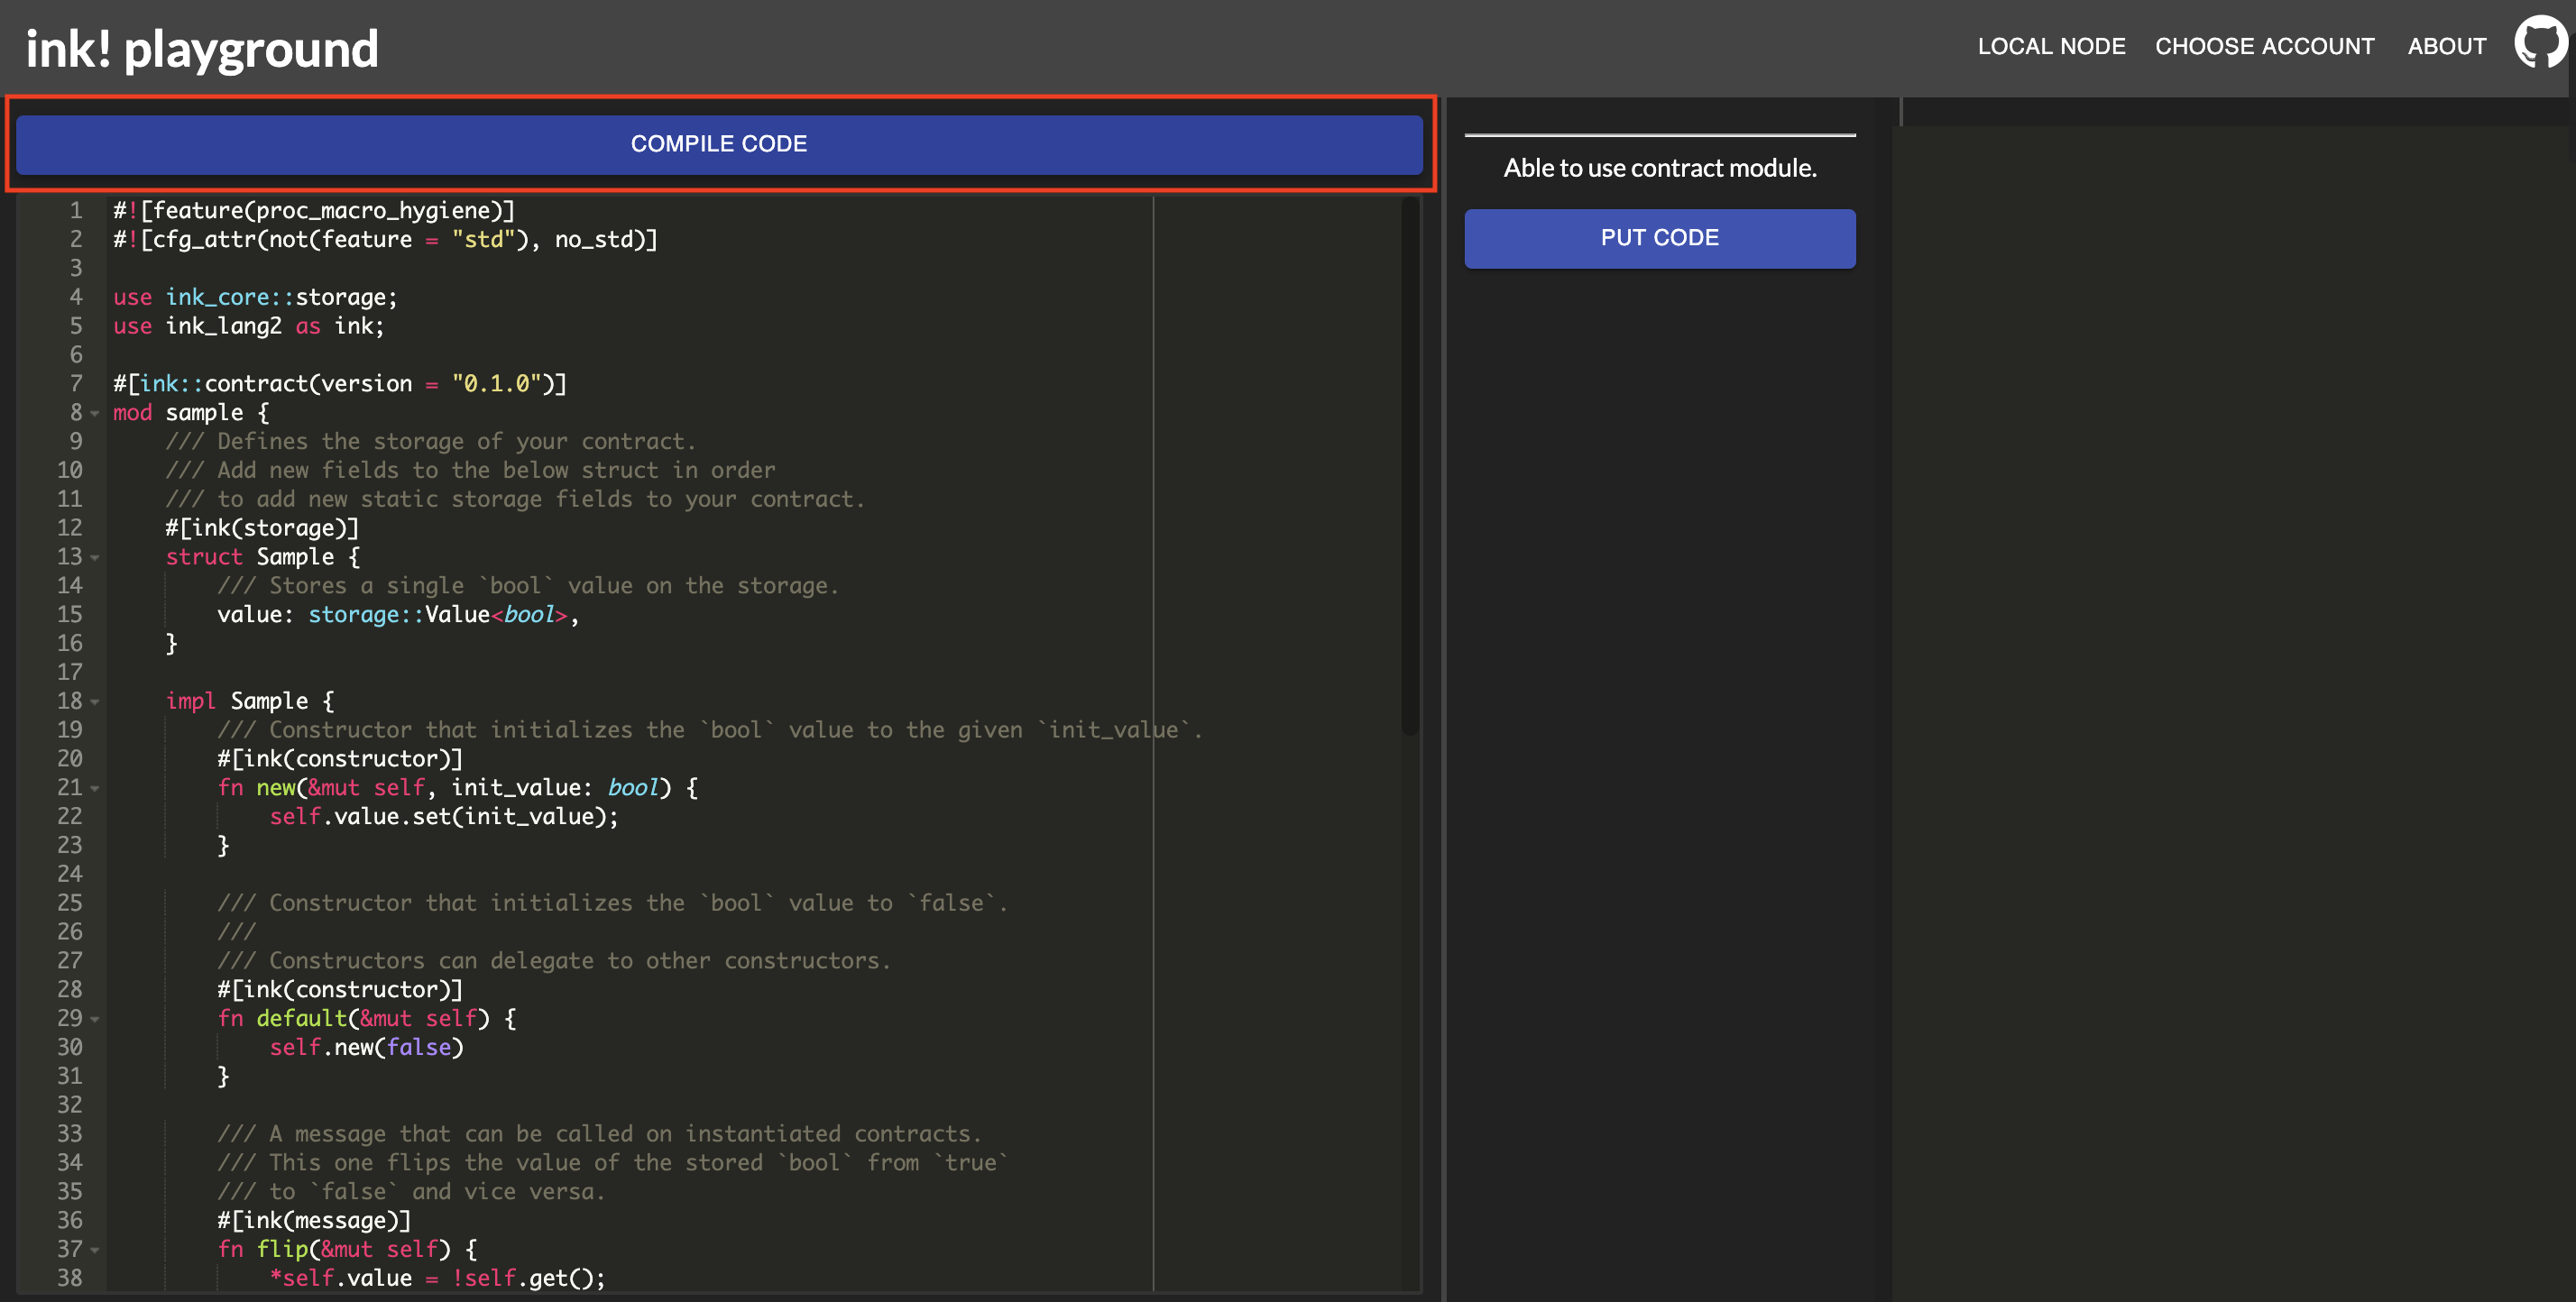 ink! playground
LOCAL NODE CHOOSE ACCOUNT ABOUT
COMPILE CODE
1 #![feature(proc_macro_hygiene)]
2 #![cfg_attr(not(feature = "std"), no_std)]
3
4 use ink_core::storage;
5 use ink_lang2 as ink;
6
7 #[ink::contract(version = "0.1.0")]
8 mod sample {
9     /// Defines the storage of your contract.
10     /// Add new fields to the below struct in order
11     /// to add new static storage fields to your contract.
12     #[ink(storage)]
13     struct Sample {
14         /// Stores a single `bool` value on the storage.
15         value: storage::Value<bool>,
16     }
17
18     impl Sample {
19         /// Constructor that initializes the `bool` value to the given `init_value`.
20         #[ink(constructor)]
21         fn new(&mut self, init_value: bool) {
22             self.value.set(init_value);
23         }
24
25         /// Constructor that initializes the `bool` value to `false`.
26         ///
27         /// Constructors can delegate to other constructors.
28         #[ink(constructor)]
29         fn default(&mut self) {
30             self.new(false)
31         }
32
33         /// A message that can be called on instantiated contracts.
34         /// This one flips the value of the stored `bool` from `true`
35         /// to `false` and vice versa.
36         #[ink(message)]
37         fn flip(&mut self) {
38             *self.value = !self.get();
Able to use contract module.
PUT CODE